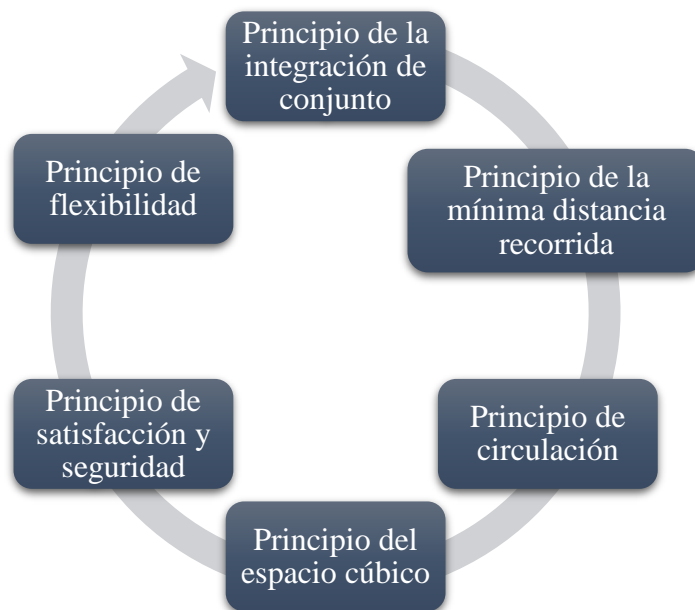 Principio de la
integración de
conjunto
Principio de la
mínima distancia
recorrida
Principio de
circulación
Principio del
espacio cúbico
Principio de
satisfacción y
seguridad
Principio de
flexibilidad